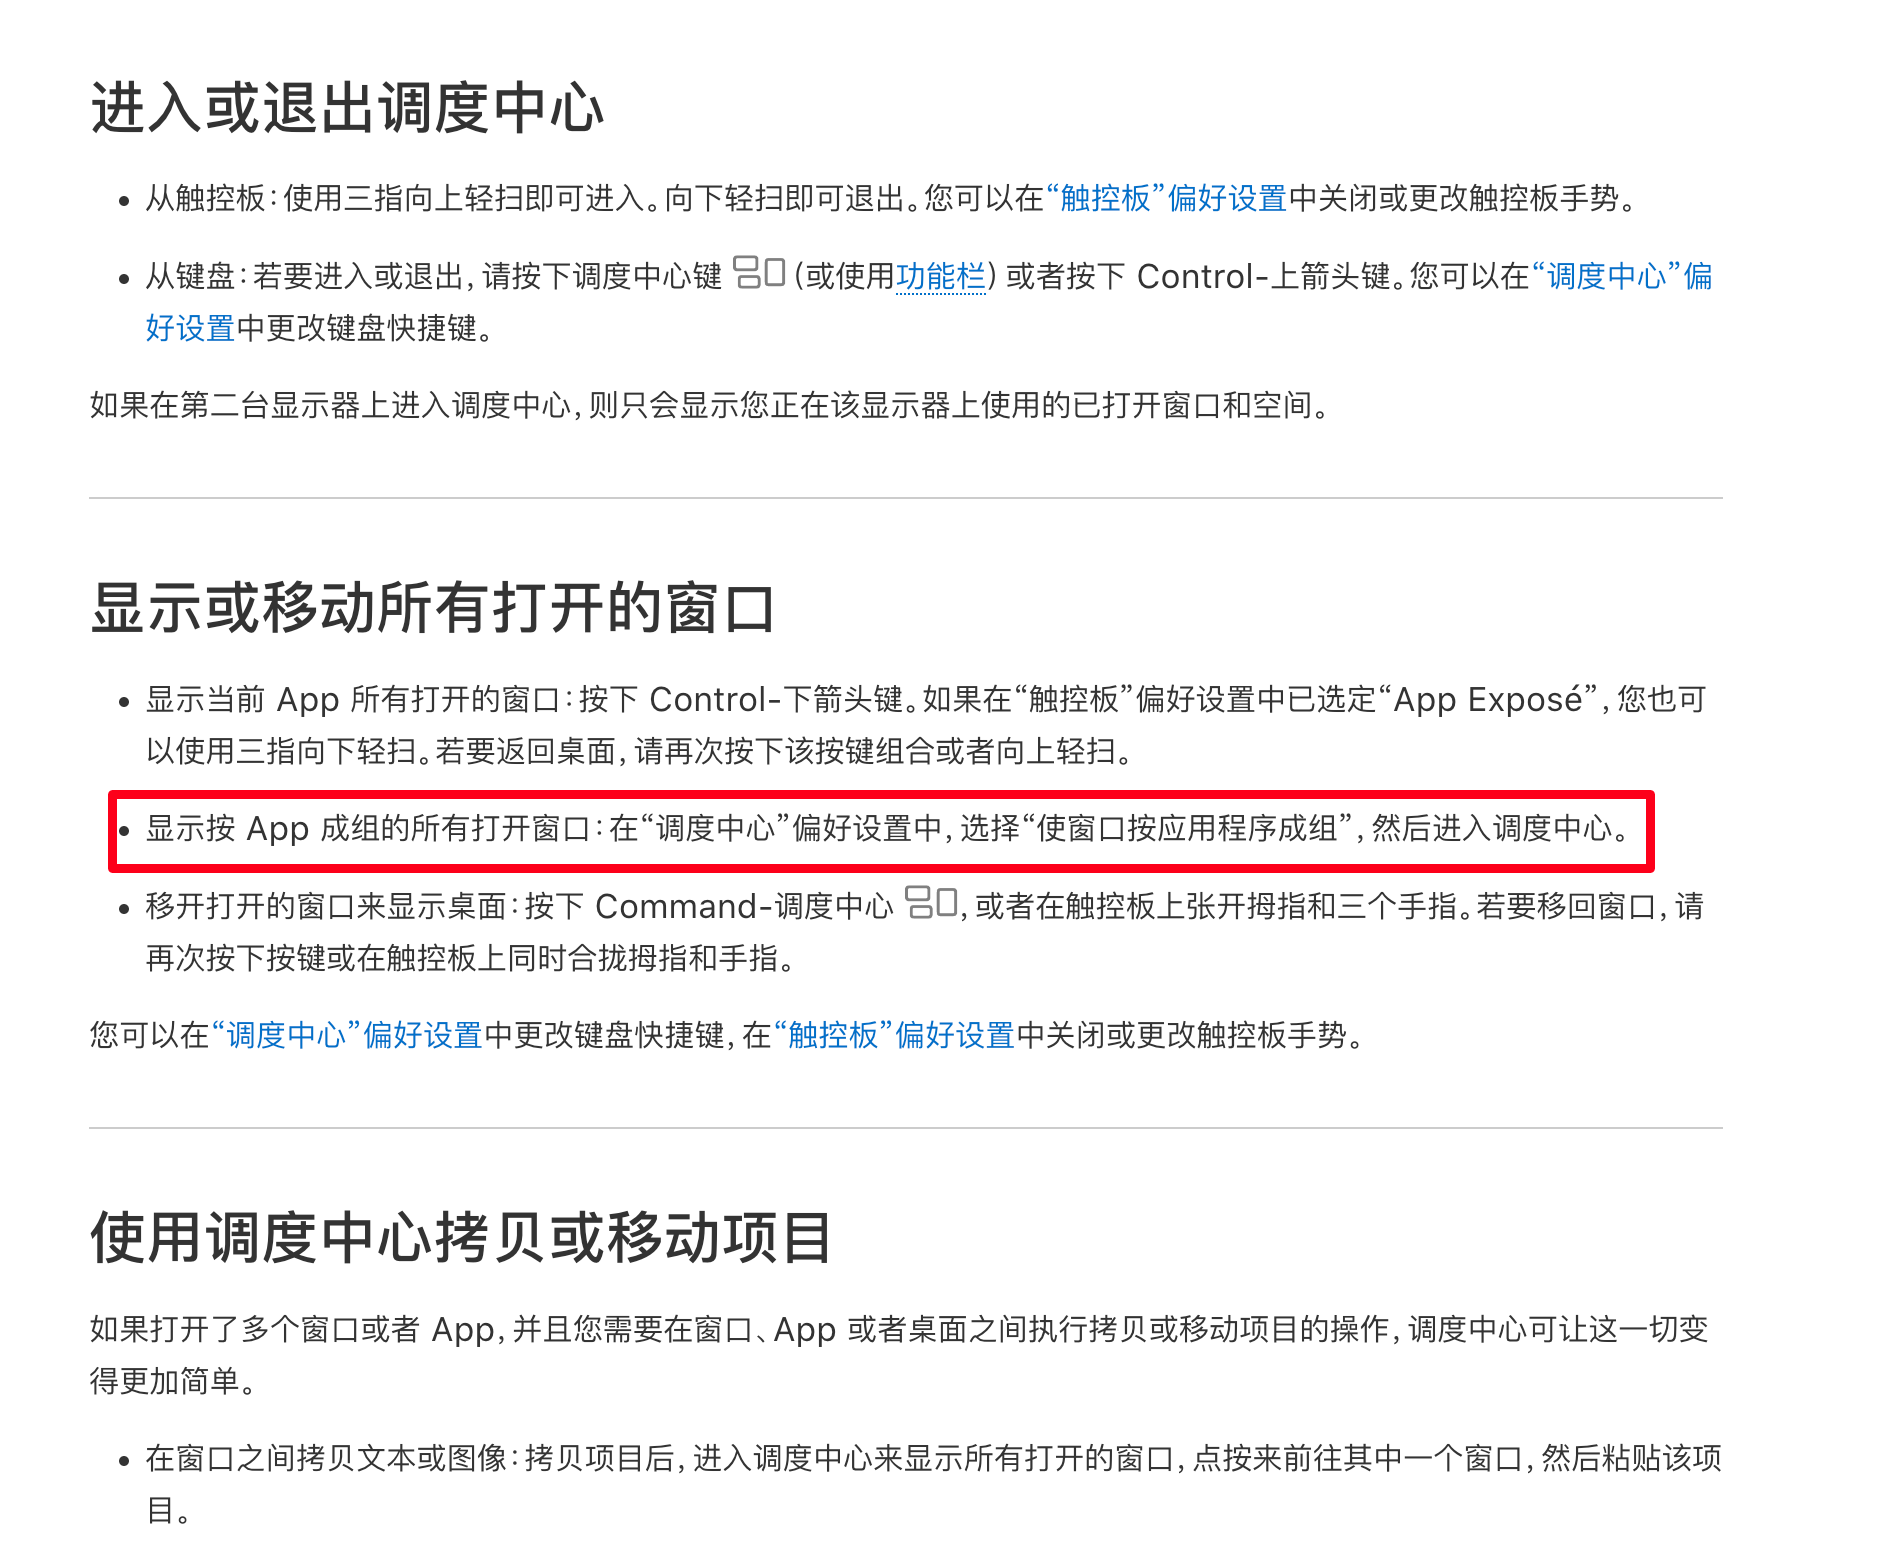 进入或退出调度中心
从触控板：使用三指向上轻扫即可进入。向下轻扫即可退出。您可以在“触控板”偏好设置中关闭或更改触控板手势。
从键盘：若要进入或退出，请按下调度中心键 （或使用功能栏）或者按下 Control-上箭头键。您可以在“调度中心”偏
好设置中更改键盘快捷键。
如果在第二台显示器上进入调度中心，则只会显示您正在该显示器上使用的已打开窗口和空间。
显示或移动所有打开的窗口
显示当前 App 所有打开的窗口：按下 Control-下箭头键。如果在“触控板”偏好设置中已选定“App Exposé”，您也可
以使用三指向下轻扫。若要返回桌面，请再次按下该按键组合或者向上轻扫。
显示按 App 成组的所有打开窗口：在“调度中心”偏好设置中，选择“使窗口按应用程序成组”，然后进入调度中心。
移开打开的窗口来显示桌面：按下 Command-调度中心 ，或者在触控板上张开拇指和三个手指。若要移回窗口，请
再次按下按键或在触控板上同时合拢拇指和手指。
您可以在“调度中心”偏好设置中更改键盘快捷键，在“触控板”偏好设置中关闭或更改触控板手势。
使用调度中心拷贝或移动项目
如果打开了多个窗口或者 App，并且您需要在窗口、App 或者桌面之间执行拷贝或移动项目的操作，调度中心可让这一切变
得更加简单。
在窗口之间拷贝文本或图像：拷贝项目后，进入调度中心来显示所有打开的窗口，点按来前往其中一个窗口，然后粘贴该项
目。